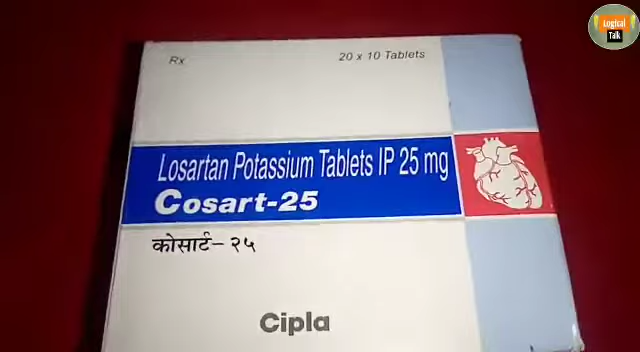 Logical
Talk
Rx
20 x 10 Tablets
Losartan Potassium Tablets IP 25 mg
Cosart-25
कोसार्ट-२५
Cipla